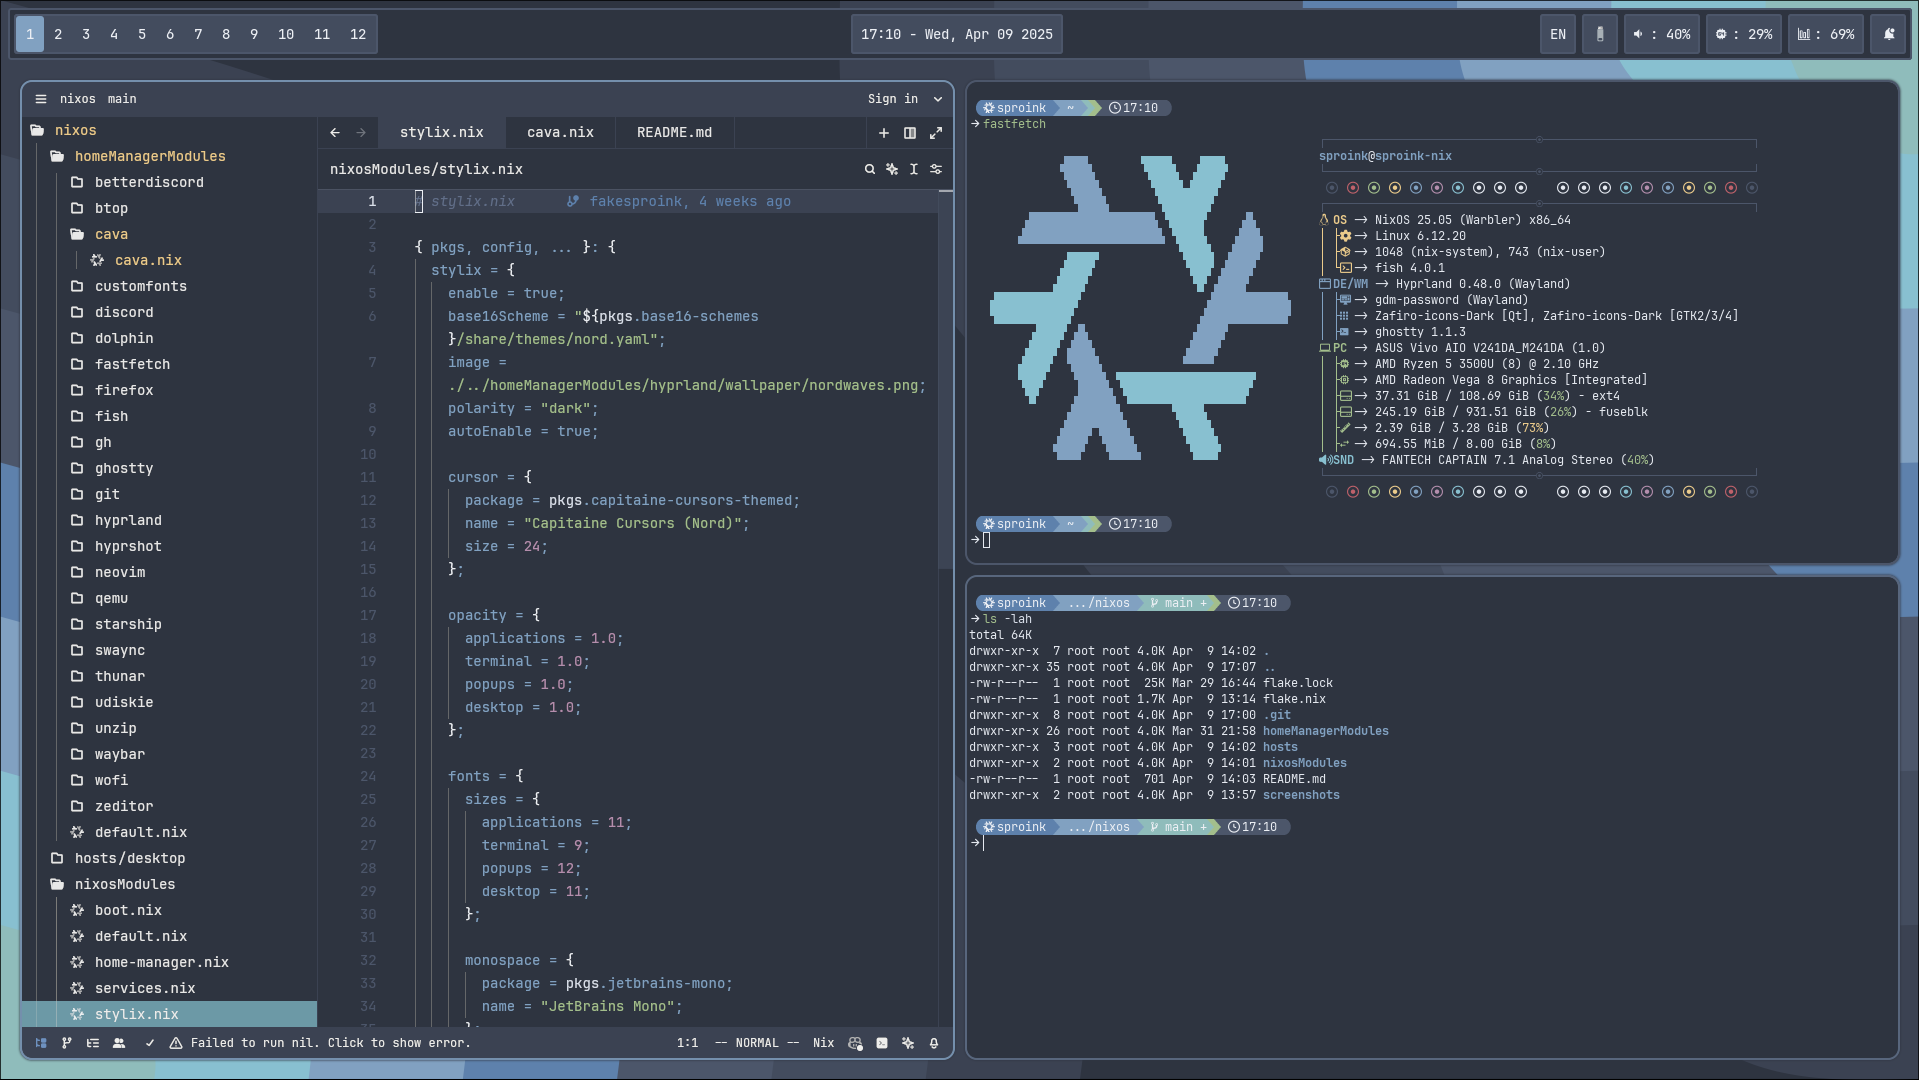 1 2 3 4 5 6 7 8 9 10 11 12
17:10 - Wed, Apr 09 2025
EN
: 40%
: 29%
: 69%
nixos main
Sign in
nixos
homeManagerModules
betterdiscord
btop
cava
cava.nix
customfonts
discord
dolphin
fastfetch
firefox
fish
gh
ghostty
git
hyprland
hyprshot
neovim
qemu
starship
swaync
thunar
udiskie
unzip
waybar
wofi
zeditor
default.nix
hosts/desktop
nixosModules
boot.nix
default.nix
home-manager.nix
services.nix
stylix.nix
stylix.nix cava.nix README.md
nixosModules/stylix.nix
1 # stylix.nix fakesproink, 4 weeks ago
2
3 { pkgs, config, ... }: {
4 stylix = {
5 enable = true;
6 base16Scheme = "${pkgs.base16-schemes
}/share/themes/nord.yaml";
7 image =
./../homeManagerModules/hyprland/wallpaper/nordwaves.png;
8 polarity = "dark";
9 autoEnable = true;
10
11 cursor = {
12 package = pkgs.capitaine-cursors-themed;
13 name = "Capitaine Cursors (Nord)";
14 size = 24;
15 };
16
17 opacity = {
18 applications = 1.0;
19 terminal = 1.0;
20 popups = 1.0;
21 desktop = 1.0;
22 };
23
24 fonts = {
25 sizes = {
26 applications = 11;
27 terminal = 9;
28 popups = 12;
29 desktop = 11;
30 };
31
32 monospace = {
33 package = pkgs.jetbrains-mono;
34 name = "JetBrains Mono";
35 };
Failed to run nil. Click to show error.
1:1 -- NORMAL -- Nix
sproink ~ 17:10
→ fastfetch
sproink@sproink-nix
OS → NixOS 25.05 (Warbler) x86_64
→ Linux 6.12.20
→ 1048 (nix-system), 743 (nix-user)
→ fish 4.0.1
DE/WM → Hyprland 0.48.0 (Wayland)
→ gdm-password (Wayland)
→ Zafiro-icons-Dark [Qt], Zafiro-icons-Dark [GTK2/3/4]
→ ghostty 1.1.3
PC → ASUS Vivo AIO V241DA_M241DA (1.0)
→ AMD Ryzen 5 3500U (8) @ 2.10 GHz
→ AMD Radeon Vega 8 Graphics [Integrated]
→ 37.31 GiB / 108.69 GiB (34%) - ext4
→ 245.19 GiB / 931.51 GiB (26%) - fuseblk
→ 2.39 GiB / 3.28 GiB (73%)
→ 694.55 MiB / 8.00 GiB (8%)
SND → FANTECH CAPTAIN 7.1 Analog Stereo (40%)
sproink ~ 17:10
→
sproink .../nixos main + 17:10
→ ls -lah
total 64K
drwxr-xr-x 7 root root 4.0K Apr 9 14:02 .
drwxr-xr-x 35 root root 4.0K Apr 9 17:07 ..
-rw-r--r-- 1 root root 25K Mar 29 16:44 flake.lock
-rw-r--r-- 1 root root 1.7K Apr 9 13:14 flake.nix
drwxr-xr-x 8 root root 4.0K Apr 9 17:00 .git
drwxr-xr-x 26 root root 4.0K Mar 31 21:58 homeManagerModules
drwxr-xr-x 3 root root 4.0K Apr 9 14:02 hosts
drwxr-xr-x 2 root root 4.0K Apr 9 14:01 nixosModules
-rw-r--r-- 1 root root 701 Apr 9 14:03 README.md
drwxr-xr-x 2 root root 4.0K Apr 9 13:57 screenshots
sproink .../nixos main + 17:10
→